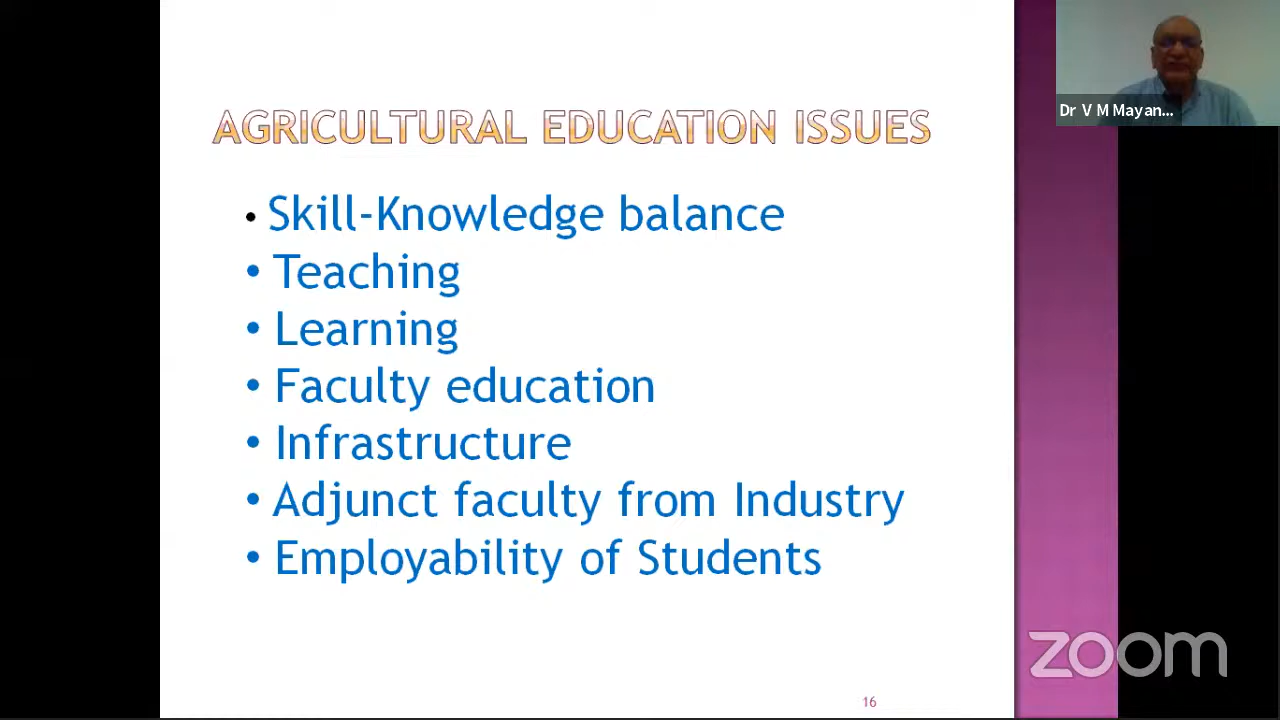 Dr V M Mayan...
AGRICULTURAL EDUCATION ISSUES
• Skill-Knowledge balance
• Teaching
• Learning
• Faculty education
• Infrastructure
• Adjunct faculty from Industry
• Employability of Students
zoom
16